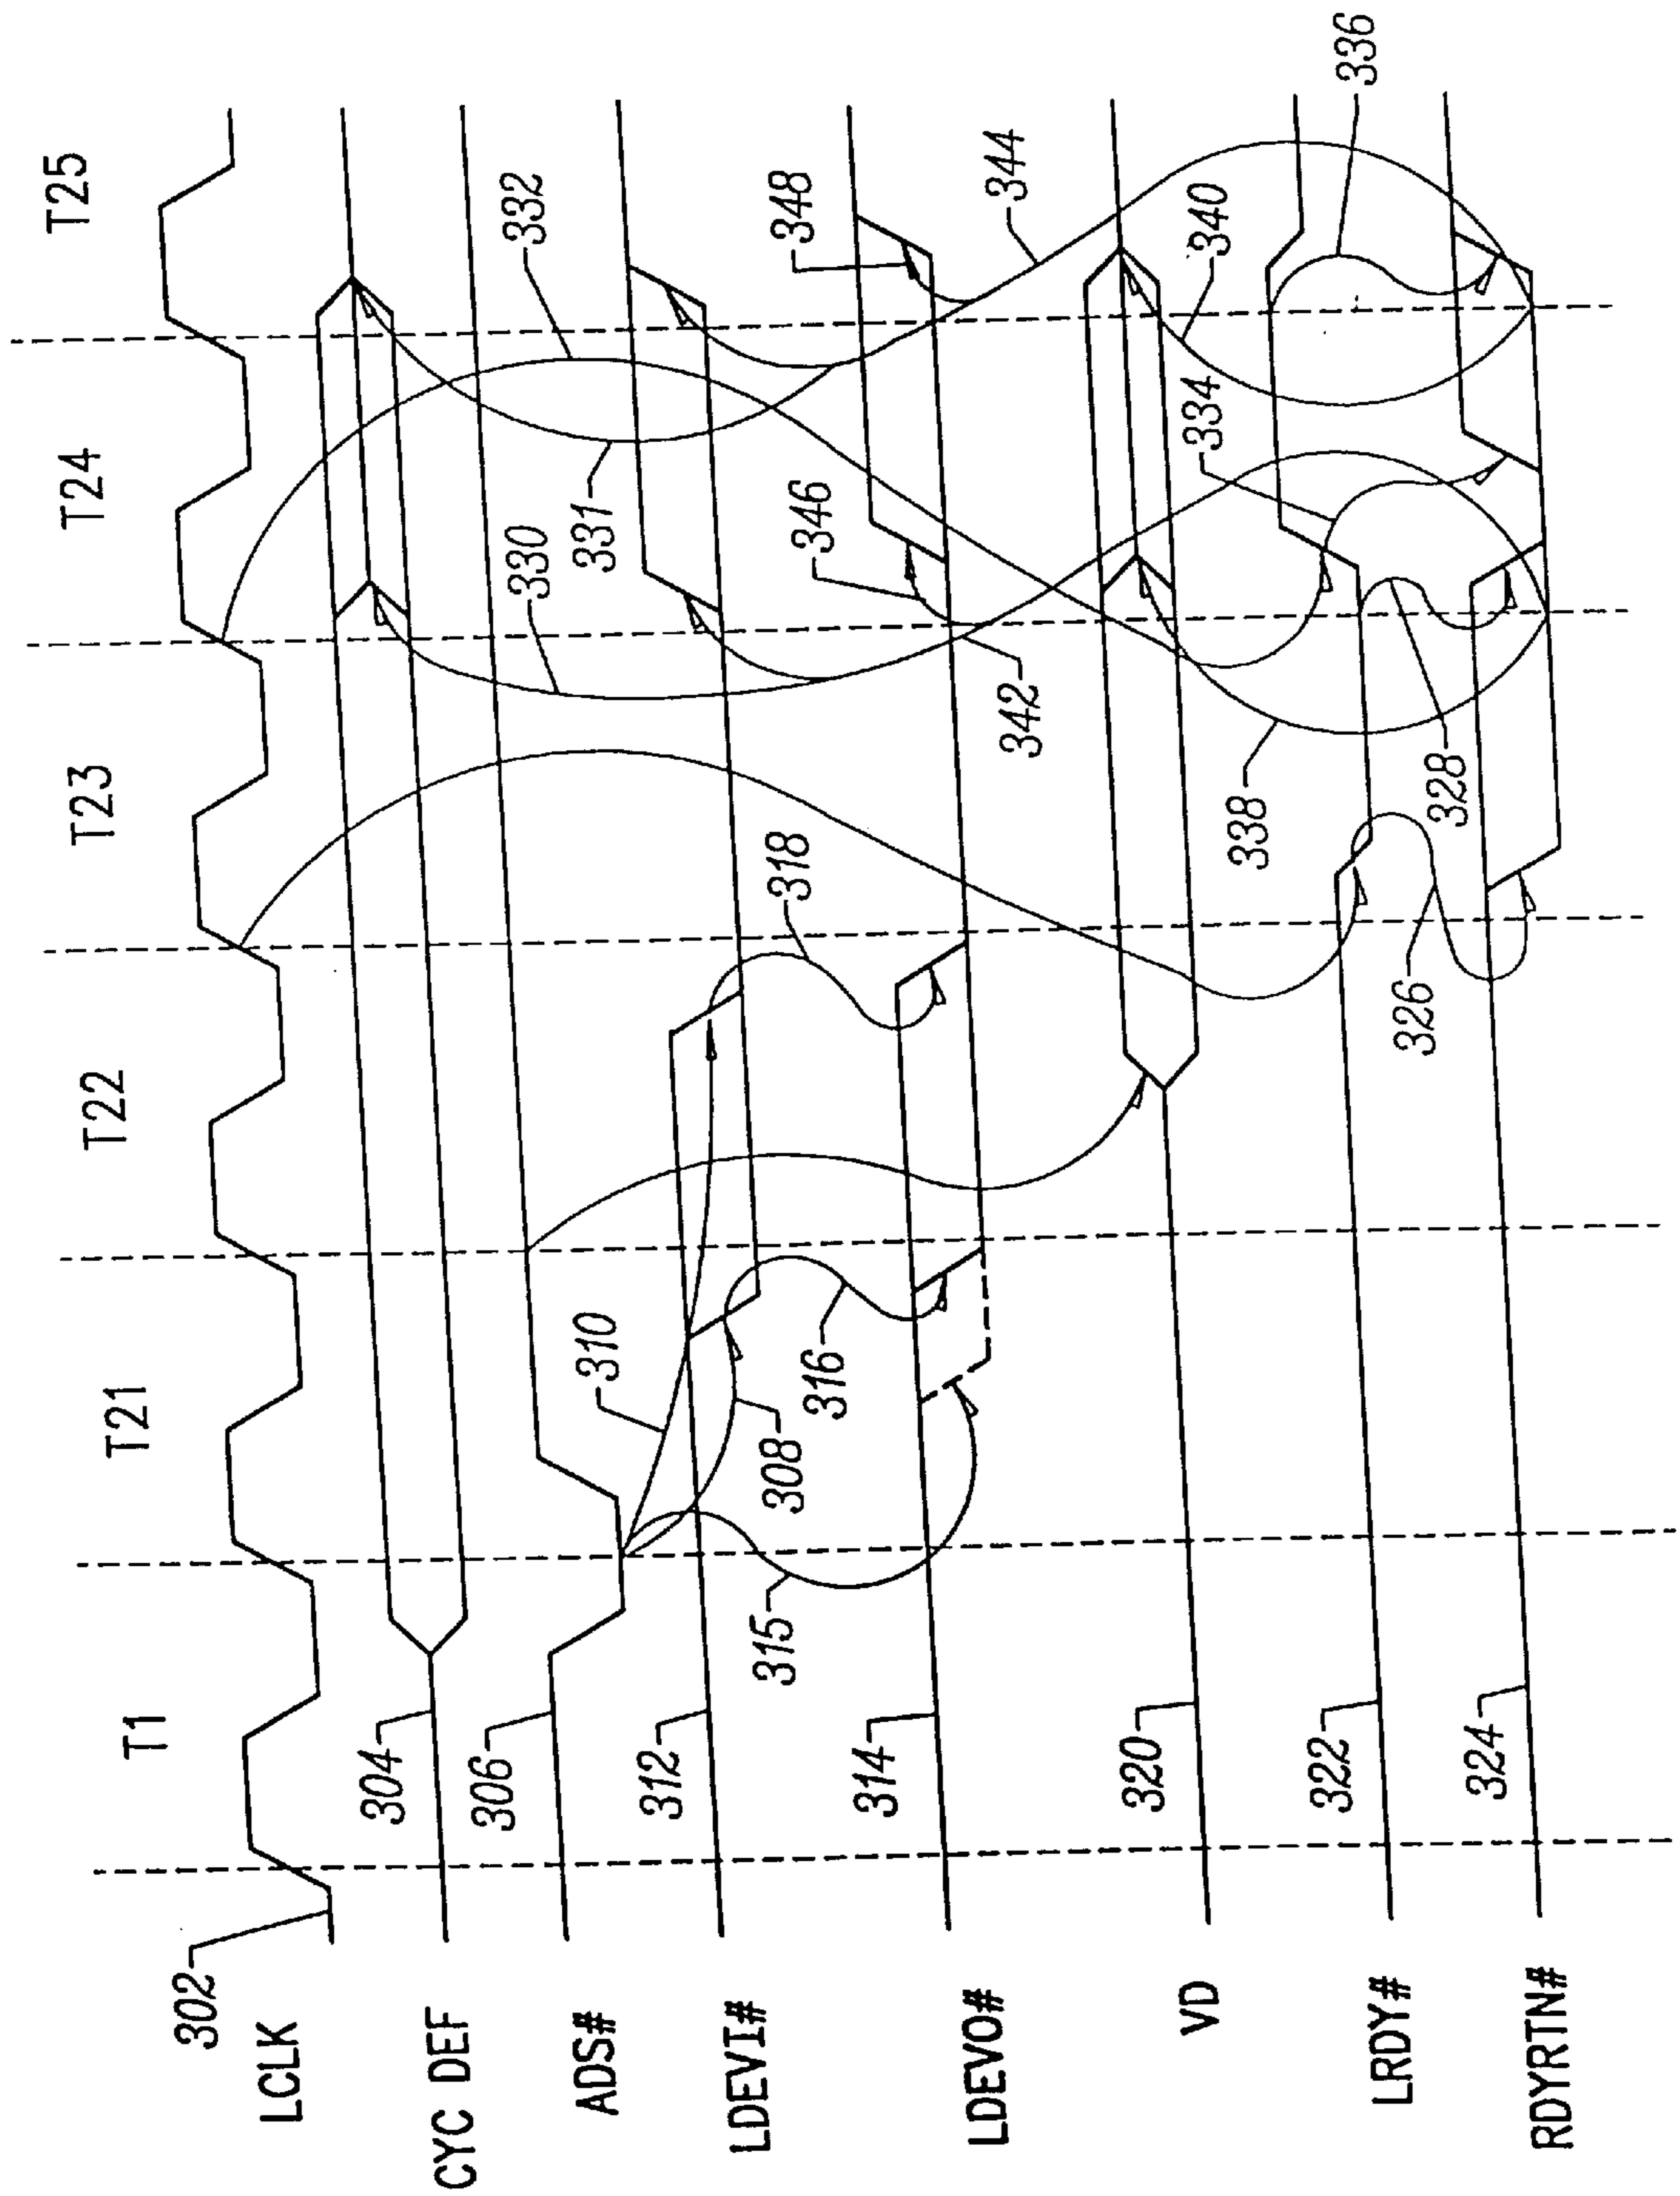 T1 T21 T22 T23 T24 T25
302
LCLK
304
CYC DEF
330 331 332
306
ADS#
310
308
312
LDEVI#
315 316 318
346 348
314
LDEVO#
342 344
320
VD
338 334 340
322
LRDY#
326 328 336
324
RDYRTN#